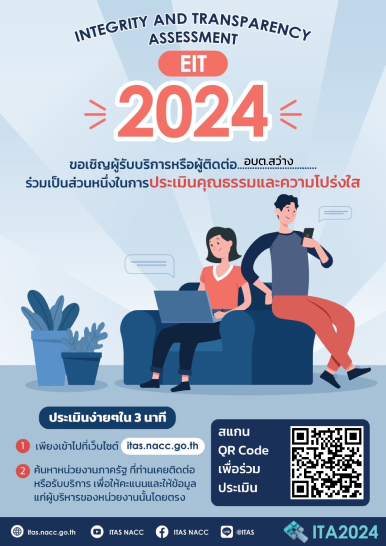 INTEGRITY AND TRANSPARENCY
ASSESSMENT
EIT
2024
ขอเชิญผู้รับบริการหรือผู้ติดต่อ...อบต.สว่าง...................
ร่วมเป็นส่วนหนึ่งในการประเมินคุณธรรมและความโปร่งใส
ประเมินง่ายๆใน 3 นาที
1 เพียงเข้าไปที่เว็บไซต์ itas.nacc.go.th
2 ค้นหาหน่วยงานภาครัฐ ที่ท่านเคยติดต่อ
หรือรับบริการ เพื่อให้คะแนนและให้ข้อมูล
แก่ผู้บริหารของหน่วยงานนั้นโดยตรง
สแกน
QR Code
เพื่อร่วม
ประเมิน
itas.nacc.go.th ITAS NACC ITAS NACC @ITAS ITA2024